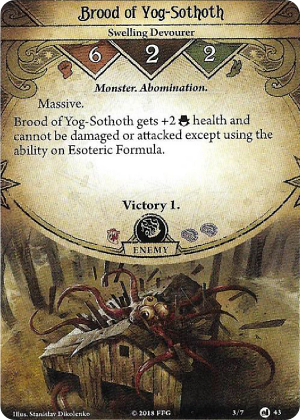 Brood of Yog-Sothoth
Swelling Devourer
6 2 2
Monster. Abomination.
Massive.
Brood of Yog-Sothoth gets +2 health and
cannot be damaged or attacked except using the
ability on Esoteric Formula.
Victory 1.
ENEMY
Illus. Stanislav Dikolenko © 2018 FFG 3/7 43